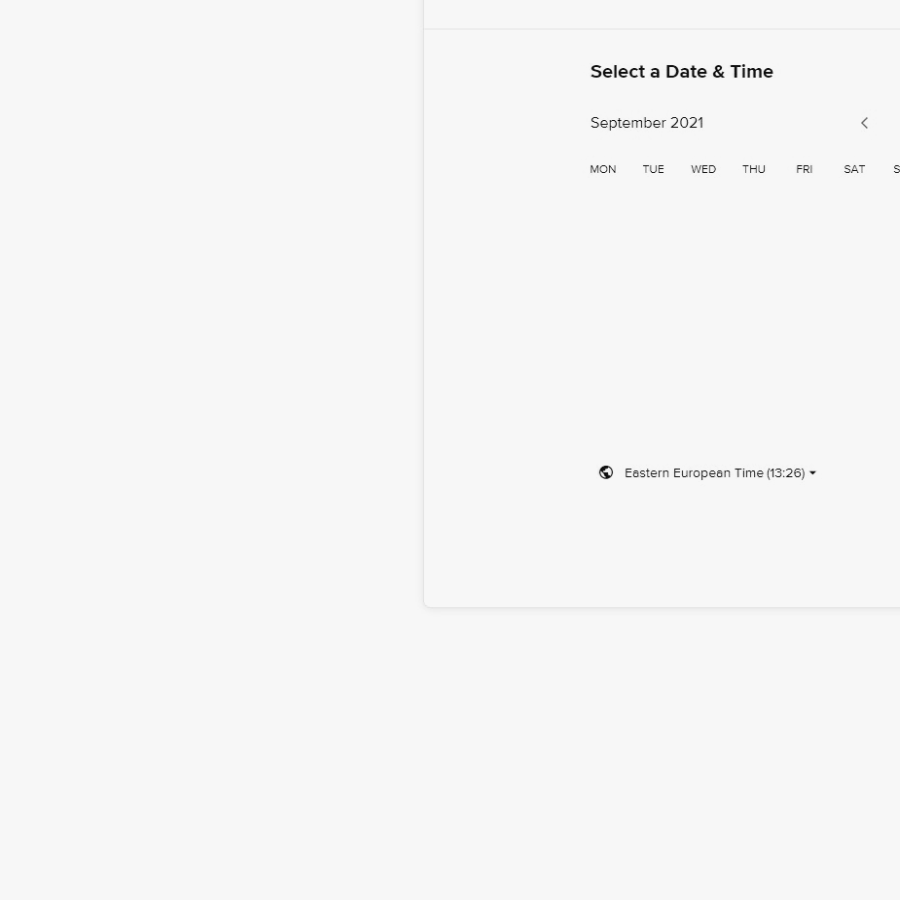 Select a Date & Time
September 2021
MON TUE WED THU FRI SAT S
Eastern European Time (13:26)